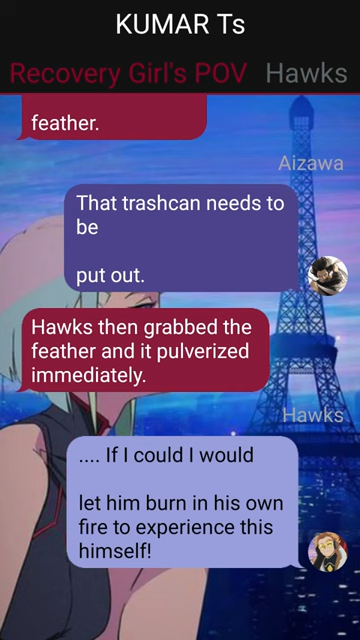 KUMAR Ts
Recovery Girl's POV Hawks
feather.
Aizawa
That trashcan needs to
be
put out.
Hawks then grabbed the
feather and it pulverized
immediately.
Hawks
.... If I could I would
let him burn in his own
fire to experience this
himself!